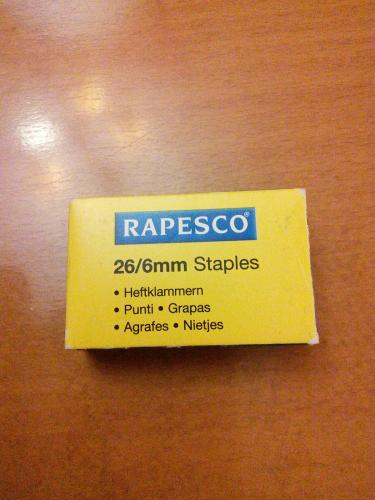 RAPESCO®
26/6mm Staples
• Heftklammern
• Punti • Grapas
• Agrafes • Nietjes